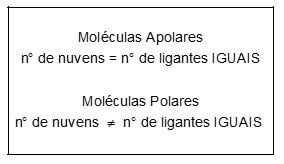 Moléculas Apolares
n° de nuvens = n° de ligantes IGUAIS
Moléculas Polares
n° de nuvens ≠ n° de ligantes IGUAIS